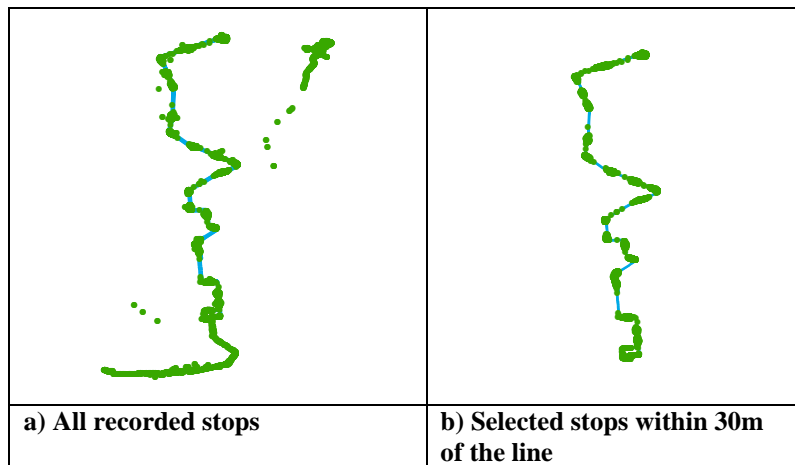 a) All recorded stops
b) Selected stops within 30m
of the line